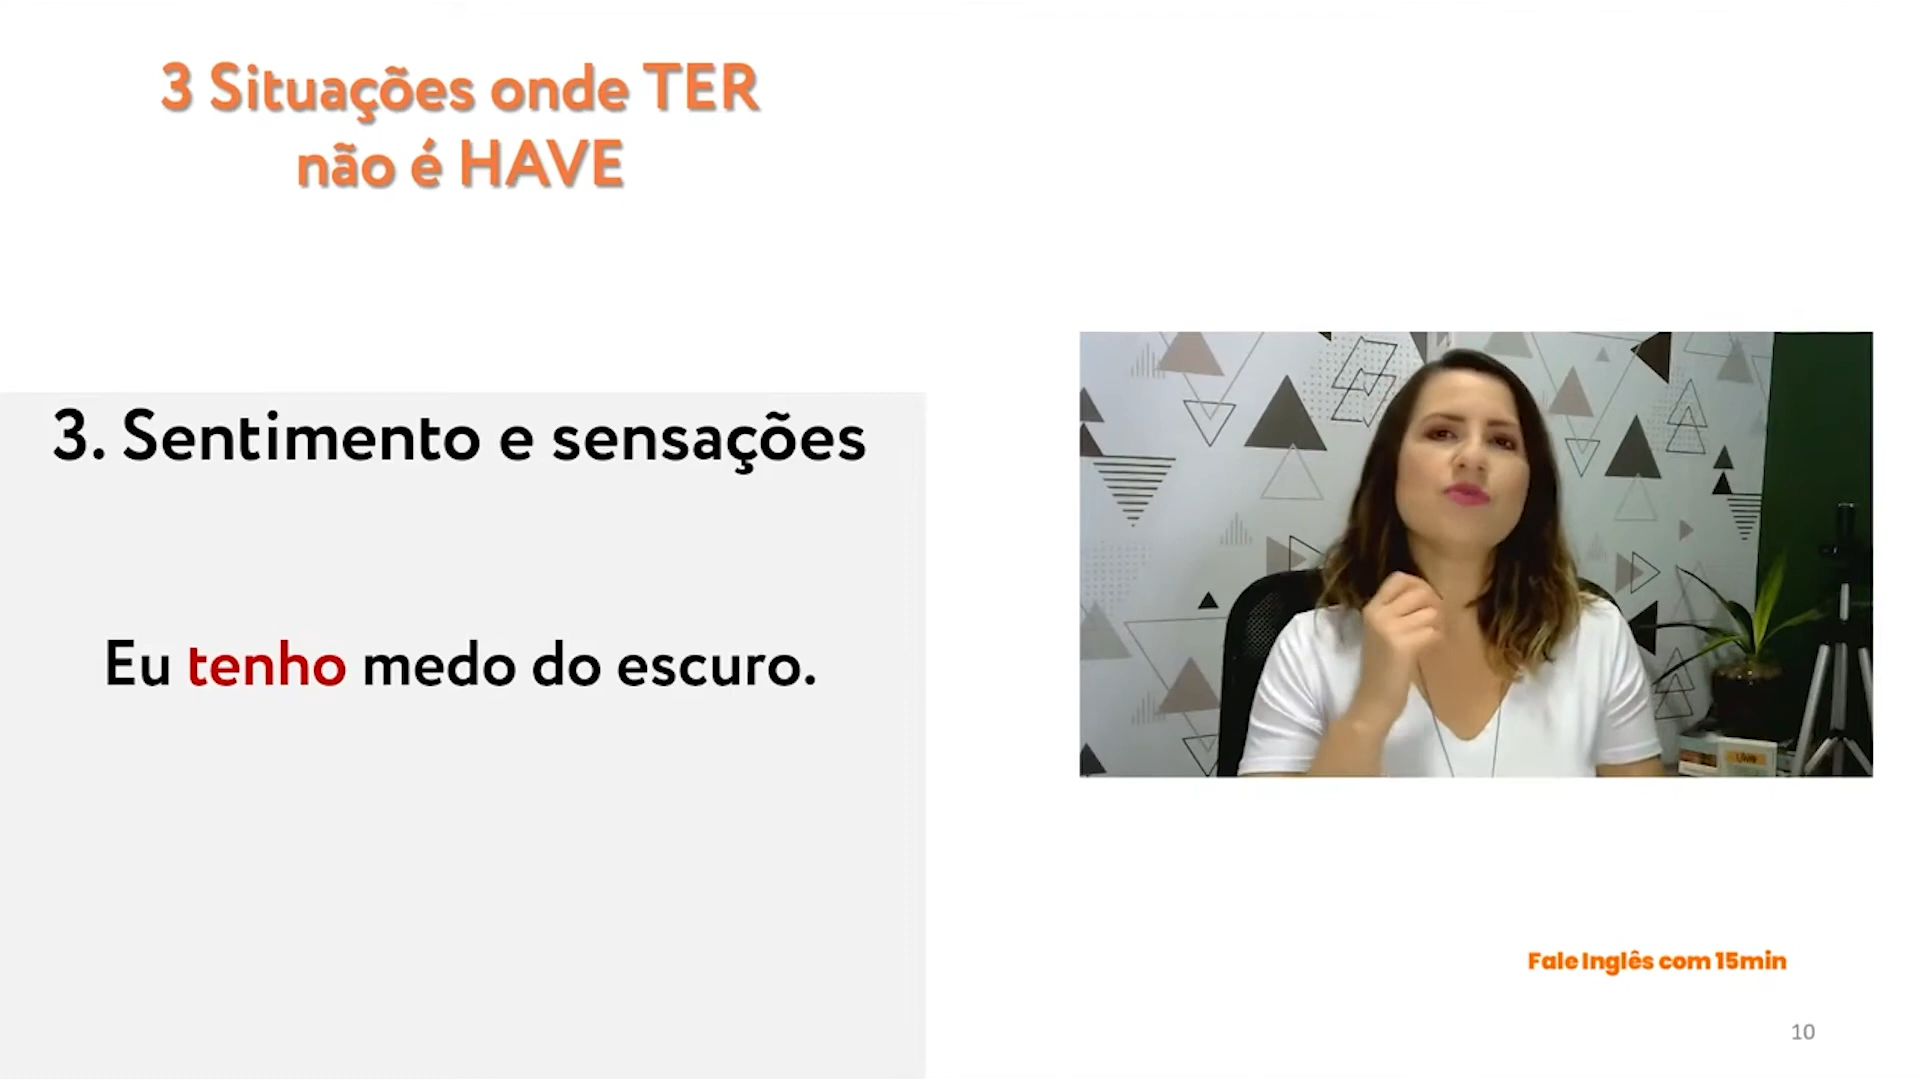 3 Situações onde TER
não é HAVE
3. Sentimento e sensações
Eu tenho medo do escuro.
Fale Inglês com 15min
10